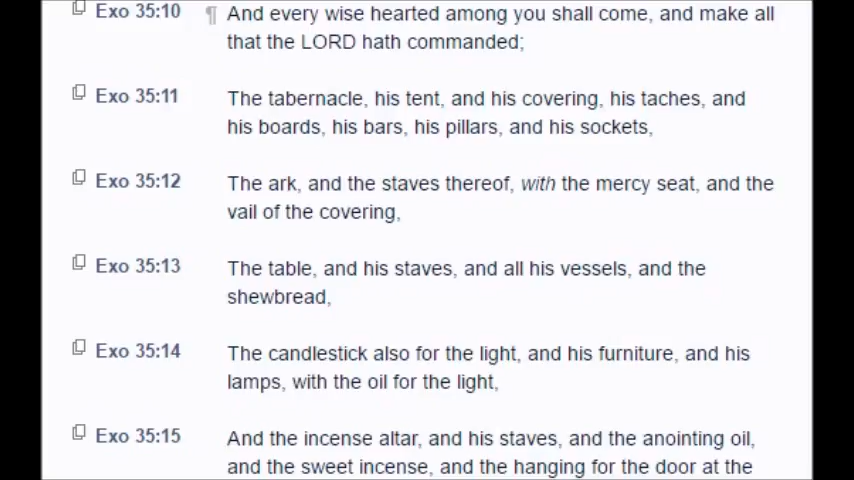 Exo 35:10 ¶ And every wise hearted among you shall come, and make all
that the LORD hath commanded;
Exo 35:11 The tabernacle, his tent, and his covering, his taches, and
his boards, his bars, his pillars, and his sockets,
Exo 35:12 The ark, and the staves thereof, with the mercy seat, and the
vail of the covering,
Exo 35:13 The table, and his staves, and all his vessels, and the
shewbread,
Exo 35:14 The candlestick also for the light, and his furniture, and his
lamps, with the oil for the light,
Exo 35:15 And the incense altar, and his staves, and the anointing oil,
and the sweet incense, and the hanging for the door at the